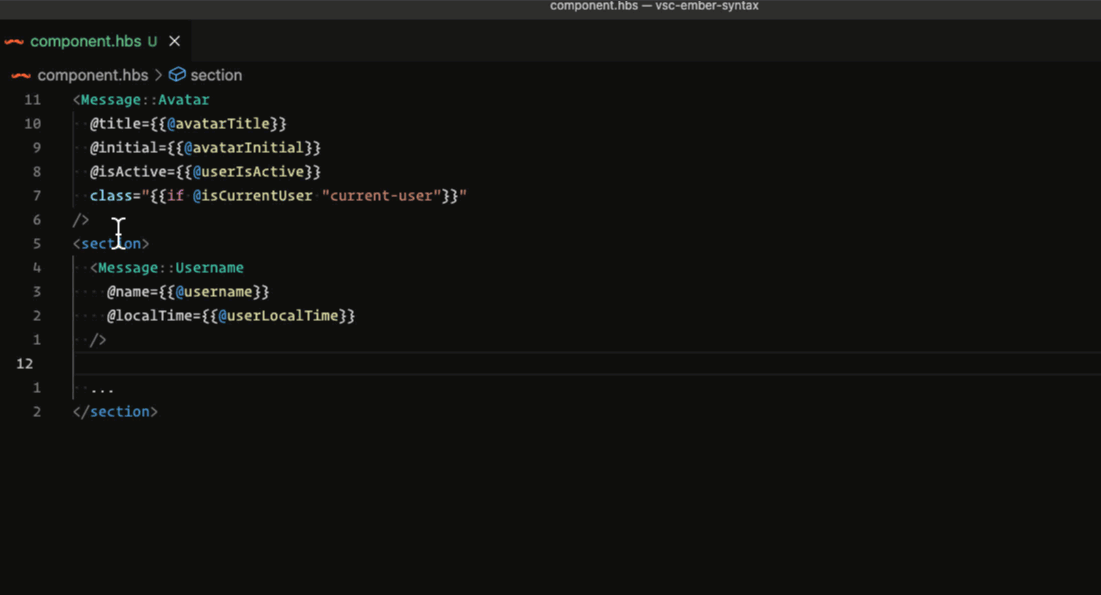 component.hbs — vsc-ember-syntax
component.hbs U
component.hbs > section
11 <Message::Avatar
10 @title={{@avatarTitle}}
9 @initial={{@avatarInitial}}
8 @isActive={{@userIsActive}}
7 class="{{if @isCurrentUser "current-user"}}"
6 />
5 <section>
4 <Message::Username
3 @name={{@username}}
2 @localTime={{@userLocalTime}}
1 />
12
1 ...
2 </section>